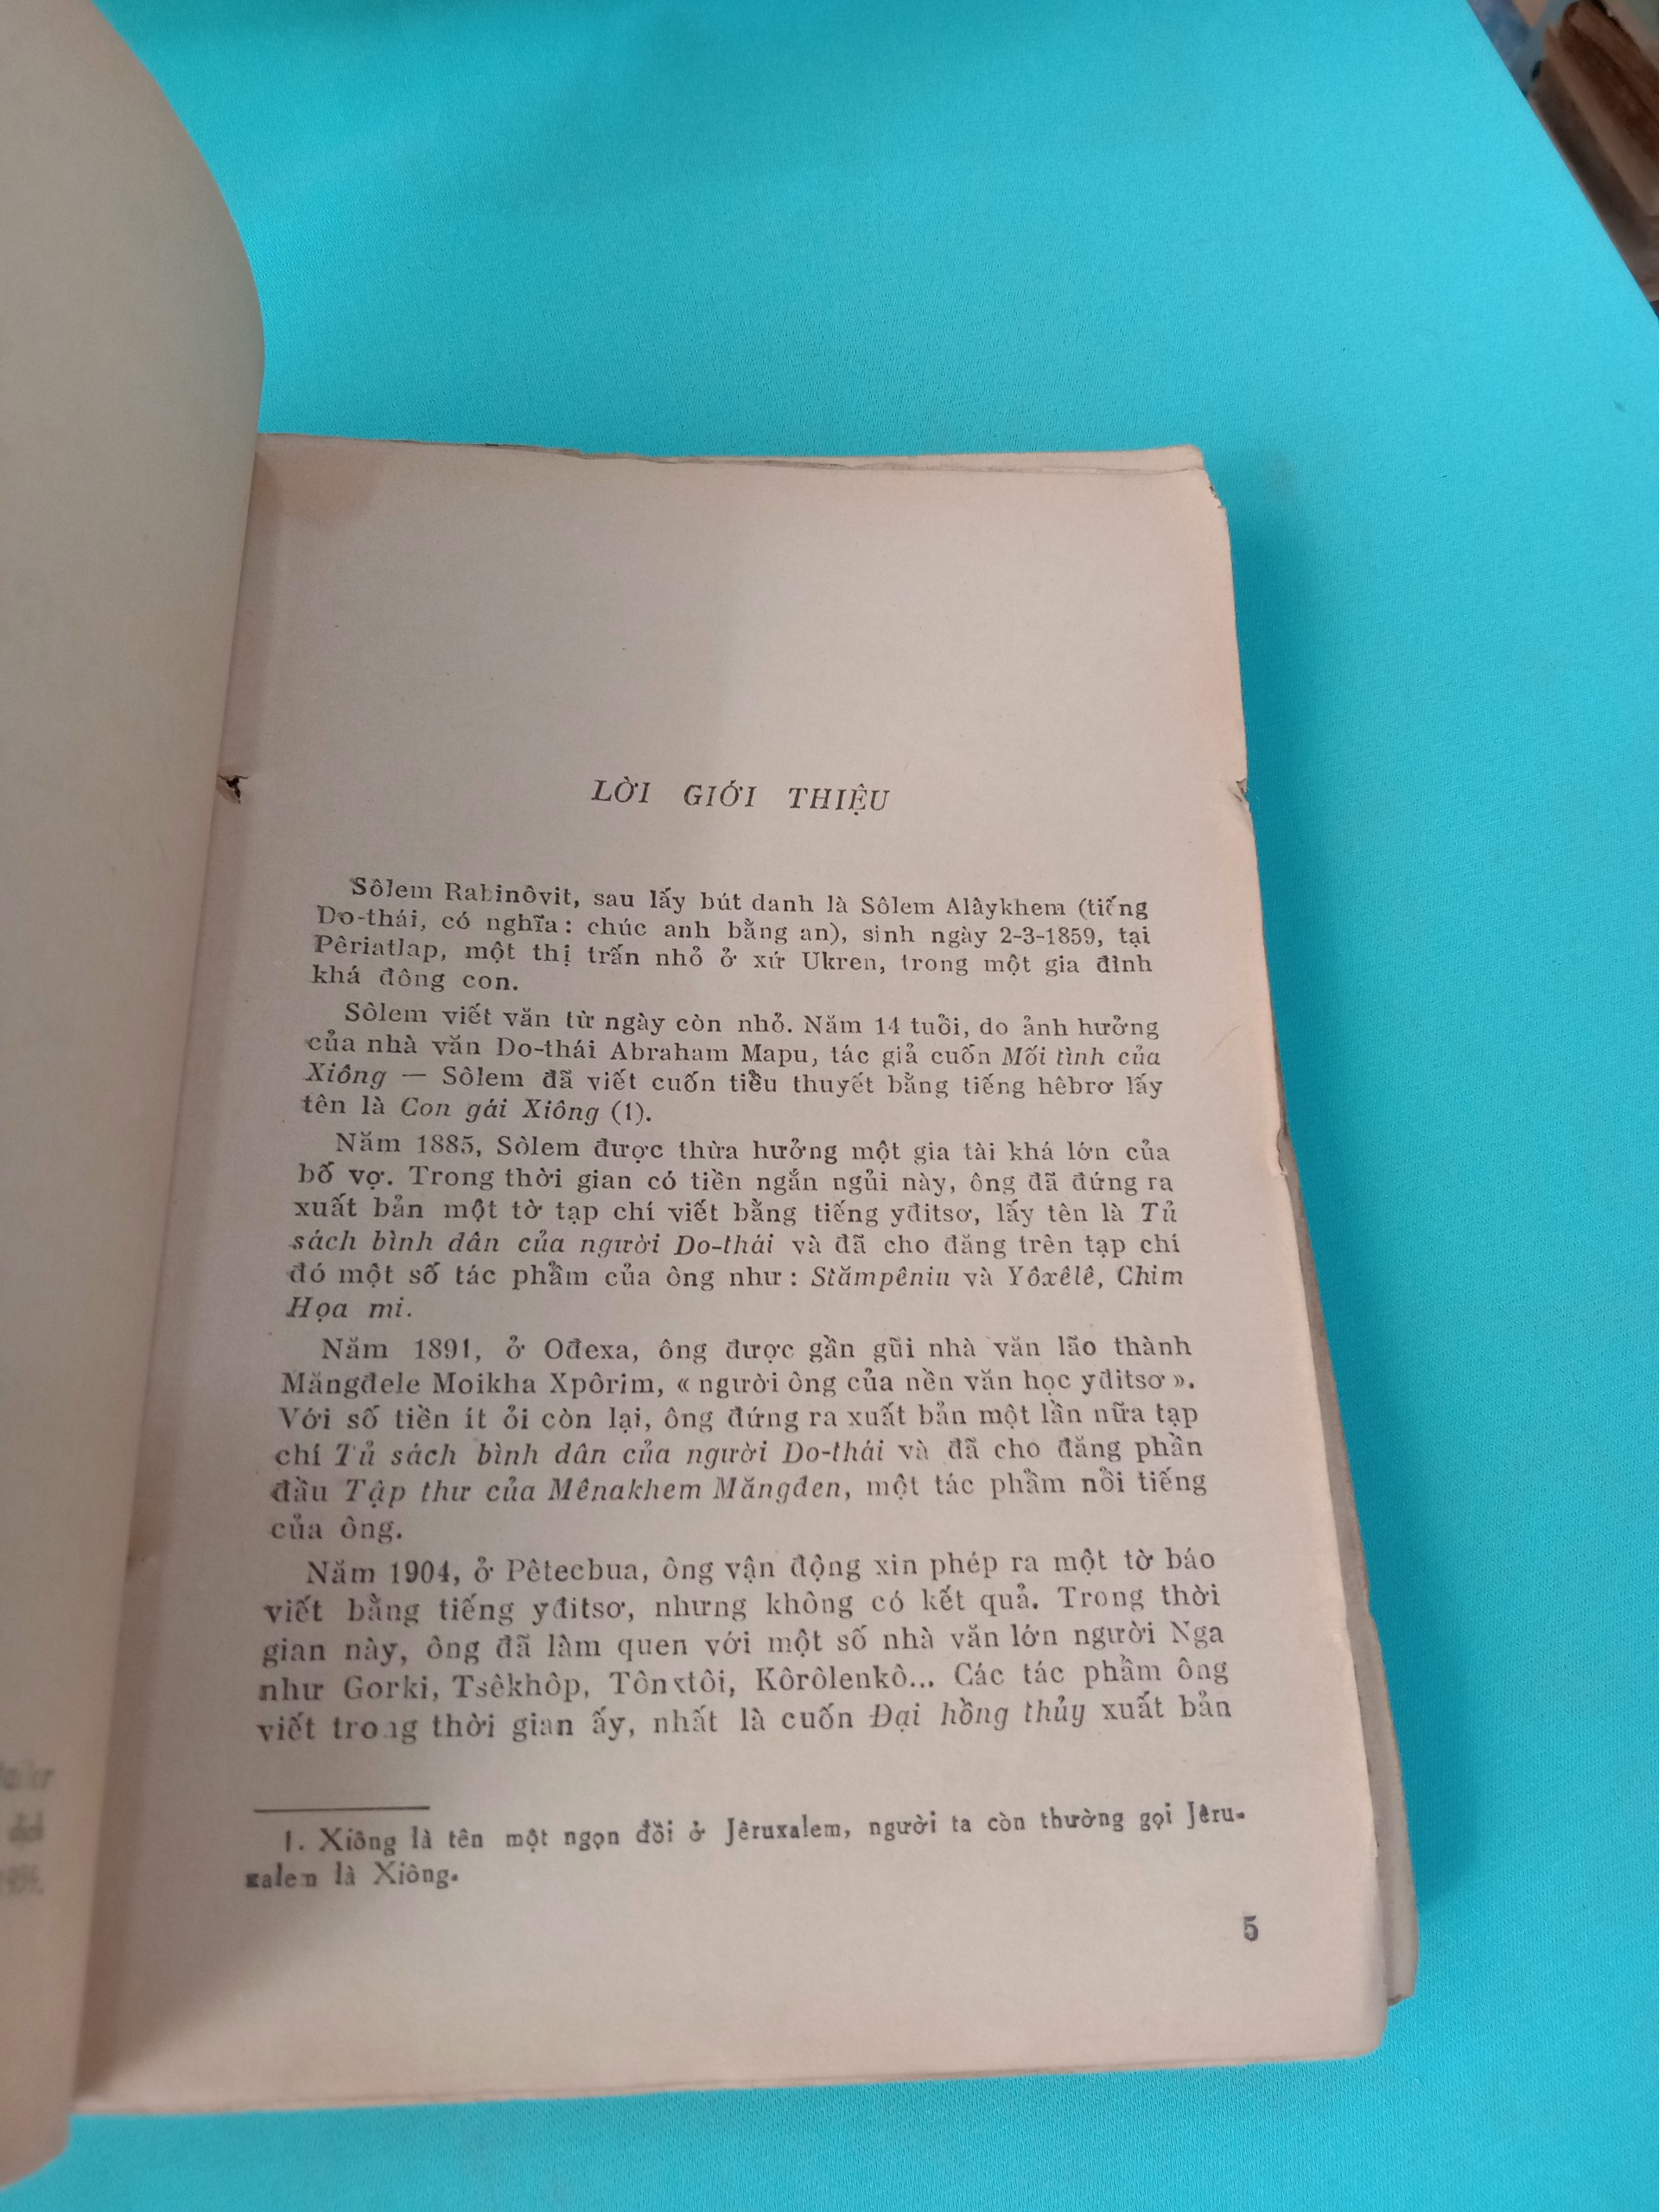 LỜI GIỚI THIỆU
Sôlem Rabinôvit, sau lấy bút danh là Sôlem Alâykhem (tiếng
Do-thái, có nghĩa : chúc anh bằng an), sinh ngày 2-3-1859, tại
Pêriatlap, một thị trấn nhỏ ở xứ Ukren, trong một gia đình
khá đông con.
Sôlem viết văn từ ngày còn nhỏ. Năm 14 tuổi, do ảnh hưởng
của nhà văn Do-thái Abraham Mapu, tác giả cuốn Mối tình của
Xiông — Sôlem đã viết cuốn tiểu thuyết bằng tiếng hêbrơ lấy
tên là Con gái Xiông (1).
Năm 1885, Sôlem được thừa hưởng một gia tài khá lớn của
bố vợ. Trong thời gian có tiền ngắn ngủi này, ông đã đứng ra
xuất bản một tờ tạp chí viết bằng tiếng yđitsơ, lấy tên là Tủ
sách bình dân của người Do-thái và đã cho đăng trên tạp chí
đó một số tác phẩm của ông như : Stămpêniu và Yôxêlê, Chim
Họa mi.
Năm 1891, ở Ođexa, ông được gần gũi nhà văn lão thành
Măngđele Moikha Xpôrim, « người ông của nền văn học yđitsơ ».
Với số tiền ít ỏi còn lại, ông đứng ra xuất bản một lần nữa tạp
chí Tủ sách bình dân của người Do-thái và đã cho đăng phần
đầu Tập thư của Mênakhem Măngđen, một tác phẩm nổi tiếng
của ông.
Năm 1904, ở Pêtecbua, ông vận động xin phép ra một tờ báo
viết bằng tiếng yđitsơ, nhưng không có kết quả. Trong thời
gian này, ông đã làm quen với một số nhà văn lớn người Nga
như Gorki, Tsêkhôp, Tônxtôi, Kôrôlenkô... Các tác phẩm ông
viết trong thời gian ấy, nhất là cuốn Đại hồng thủy xuất bản
1. Xiông là tên một ngọn đồi ở Jêruxalem, người ta còn thường gọi Jêru-
xalem là Xiông.
5